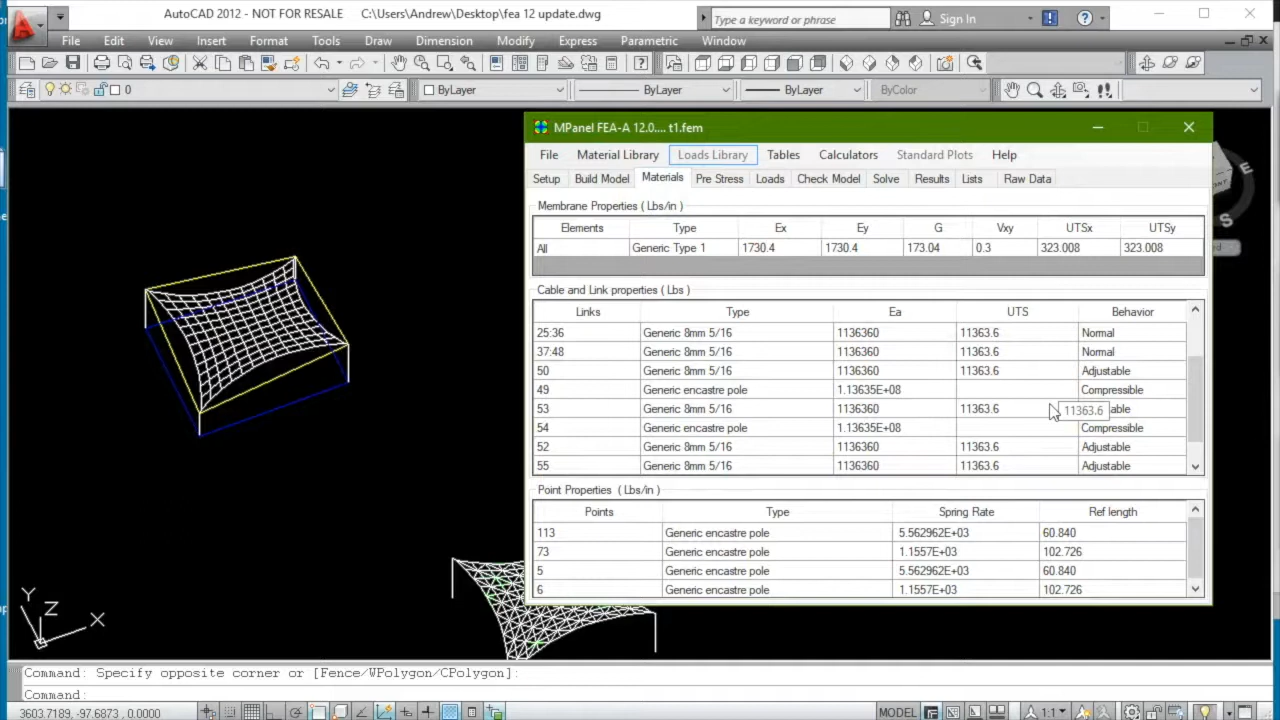 AutoCAD 2012 - NOT FOR RESALE C:\Users\Andrew\Desktop\fea 12 update.dwg
Type a keyword or phrase
Sign In
File Edit View Insert Format Tools Draw Dimension Modify Express Parametric Window
0 ByLayer ByLayer ByLayer ByColor
MPanel FEA-A 12.0.... t1.fem
File Material Library Loads Library Tables Calculators Standard Plots Help
Setup Build Model Materials Pre Stress Loads Check Model Solve Results Lists Raw Data
Membrane Properties ( Lbs/in )
Elements Type Ex Ey G Vxy UTSx UTSy
All Generic Type 1 1730.4 1730.4 173.04 0.3 323.008 323.008
Cable and Link properties ( Lbs )
Links Type Ea UTS Behavior
25:36 Generic 8mm 5/16 1136360 11363.6 Normal
37:48 Generic 8mm 5/16 1136360 11363.6 Normal
50 Generic 8mm 5/16 1136360 11363.6 Adjustable
49 Generic encastre pole 1.13635E+08 Compressible
53 Generic 8mm 5/16 1136360 11363.6 11363.6 able
54 Generic encastre pole 1.13635E+08 Compressible
52 Generic 8mm 5/16 1136360 11363.6 Adjustable
55 Generic 8mm 5/16 1136360 11363.6 Adjustable
Point Properties ( Lbs/in )
Points Type Spring Rate Ref length
113 Generic encastre pole 5.562962E+03 60.840
73 Generic encastre pole 1.1557E+03 102.726
5 Generic encastre pole 5.562962E+03 60.840
6 Generic encastre pole 1.1557E+03 102.726
E
S
Y
Z
X
Command: Specify opposite corner or [Fence/WPolygon/CPolygon]:
Command:
3603.7189, -97.6873, 0.0000 MODEL 1:1